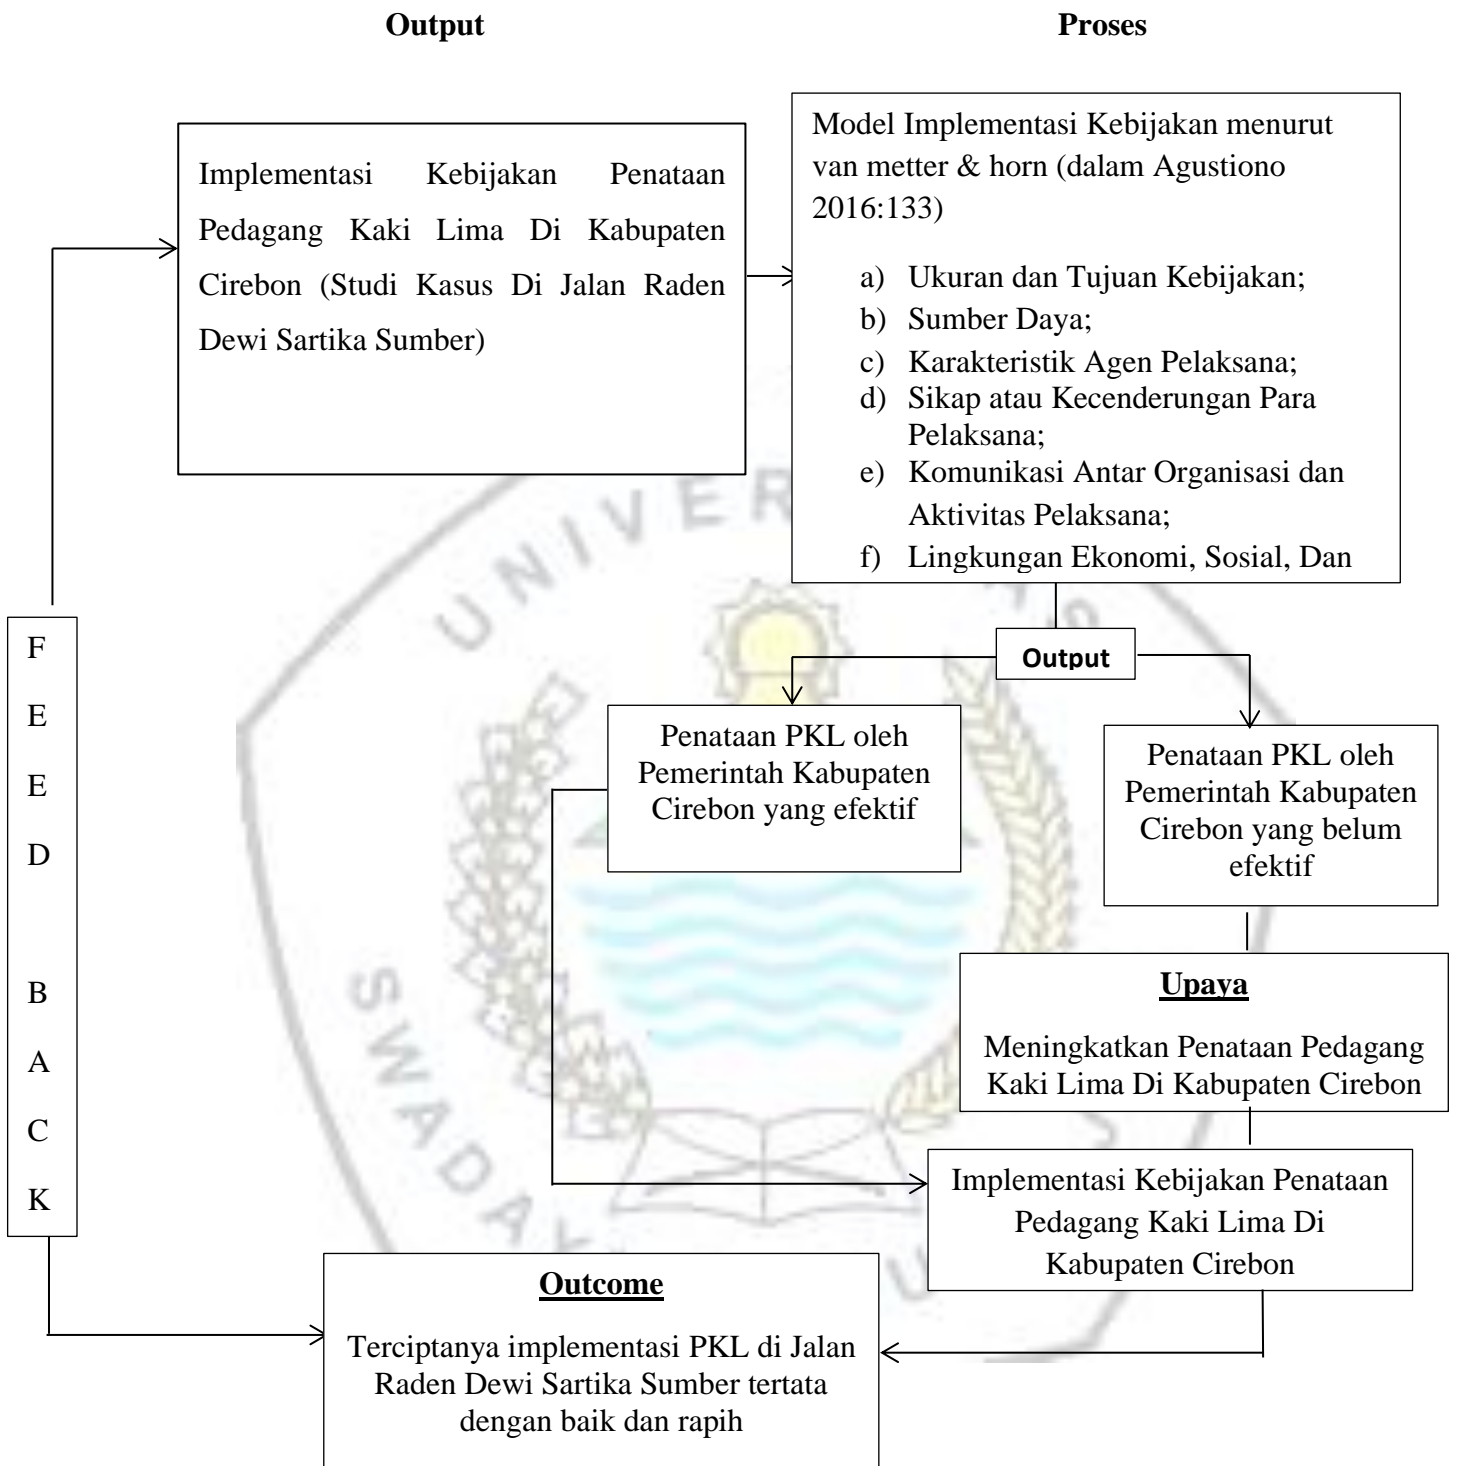 Output
Proses
Implementasi Kebijakan Penataan
Pedagang Kaki Lima Di Kabupaten
Cirebon (Studi Kasus Di Jalan Raden
Dewi Sartika Sumber)
Model Implementasi Kebijakan menurut
van metter & horn (dalam Agustiono
2016:133)
a) Ukuran dan Tujuan Kebijakan;
b) Sumber Daya;
c) Karakteristik Agen Pelaksana;
d) Sikap atau Kecenderungan Para
Pelaksana;
e) Komunikasi Antar Organisasi dan
Aktivitas Pelaksana;
f) Lingkungan Ekonomi, Sosial, Dan
Output
Penataan PKL oleh
Pemerintah Kabupaten
Cirebon yang efektif
Penataan PKL oleh
Pemerintah Kabupaten
Cirebon yang belum
efektif
Upaya
Meningkatkan Penataan Pedagang
Kaki Lima Di Kabupaten Cirebon
Implementasi Kebijakan Penataan
Pedagang Kaki Lima Di
Kabupaten Cirebon
Outcome
Terciptanya implementasi PKL di Jalan
Raden Dewi Sartika Sumber tertata
dengan baik dan rapih
F
E
E
D
B
A
C
K